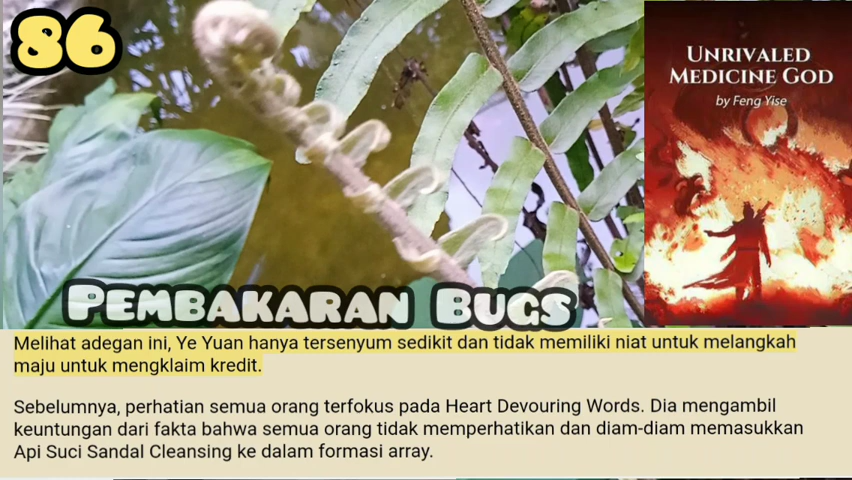 86
UNRIVALED
MEDICINE GOD
by Feng Yise
PEMBAKARAN BUGS
Melihat adegan ini, Ye Yuan hanya tersenyum sedikit dan tidak memiliki niat untuk melangkah
maju untuk mengklaim kredit.
Sebelumnya, perhatian semua orang terfokus pada Heart Devouring Words. Dia mengambil
keuntungan dari fakta bahwa semua orang tidak memperhatikan dan diam-diam memasukkan
Api Suci Sandal Cleansing ke dalam formasi array.